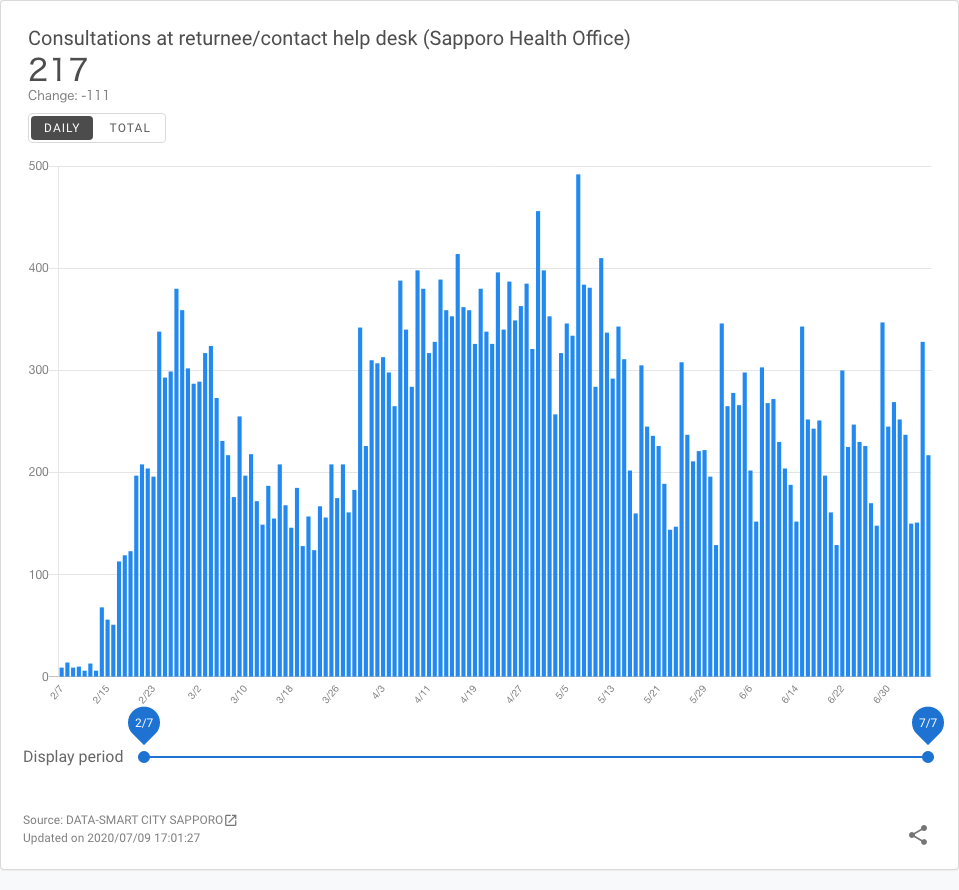 Consultations at returnee/contact help desk (Sapporo Health Office)
217
Change: -111
DAILY TOTAL
500
400
300
200
100
0
2/7 2/15 2/23 3/2 3/10 3/18 3/26 4/3 4/11 4/19 4/27 5/5 5/13 5/21 5/29 6/6 6/14 6/22 6/30
2/7 7/7
Display period
Source: DATA-SMART CITY SAPPORO
Updated on 2020/07/09 17:01:27